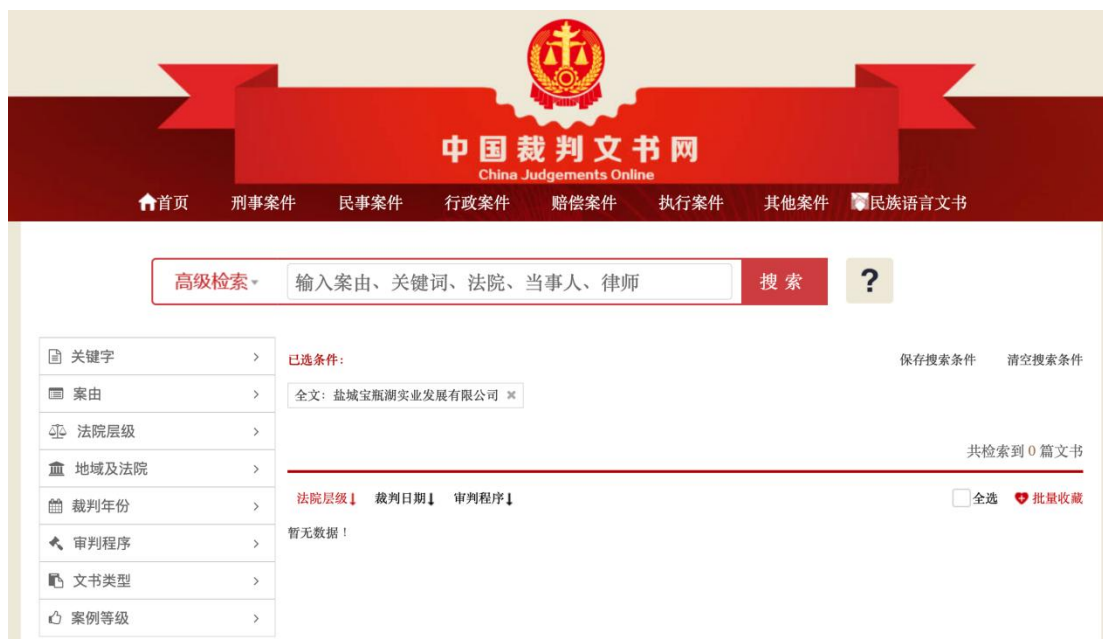 中国裁判文书网
China Judgements Online
首页 刑事案件 民事案件 行政案件 赔偿案件 执行案件 其他案件 民族语言文书
高级检索 输入案由、关键词、法院、当事人、律师 搜索 ?
关键字
案由
法院层级
地域及法院
裁判年份
审判程序
文书类型
案例等级
已选条件: 保存搜索条件 清空搜索条件
全文: 盐城宝瓶湖实业发展有限公司 ×
共检索到 0 篇文书
法院层级↓ 裁判日期↓ 审判程序↓ 全选 批量收藏
暂无数据!